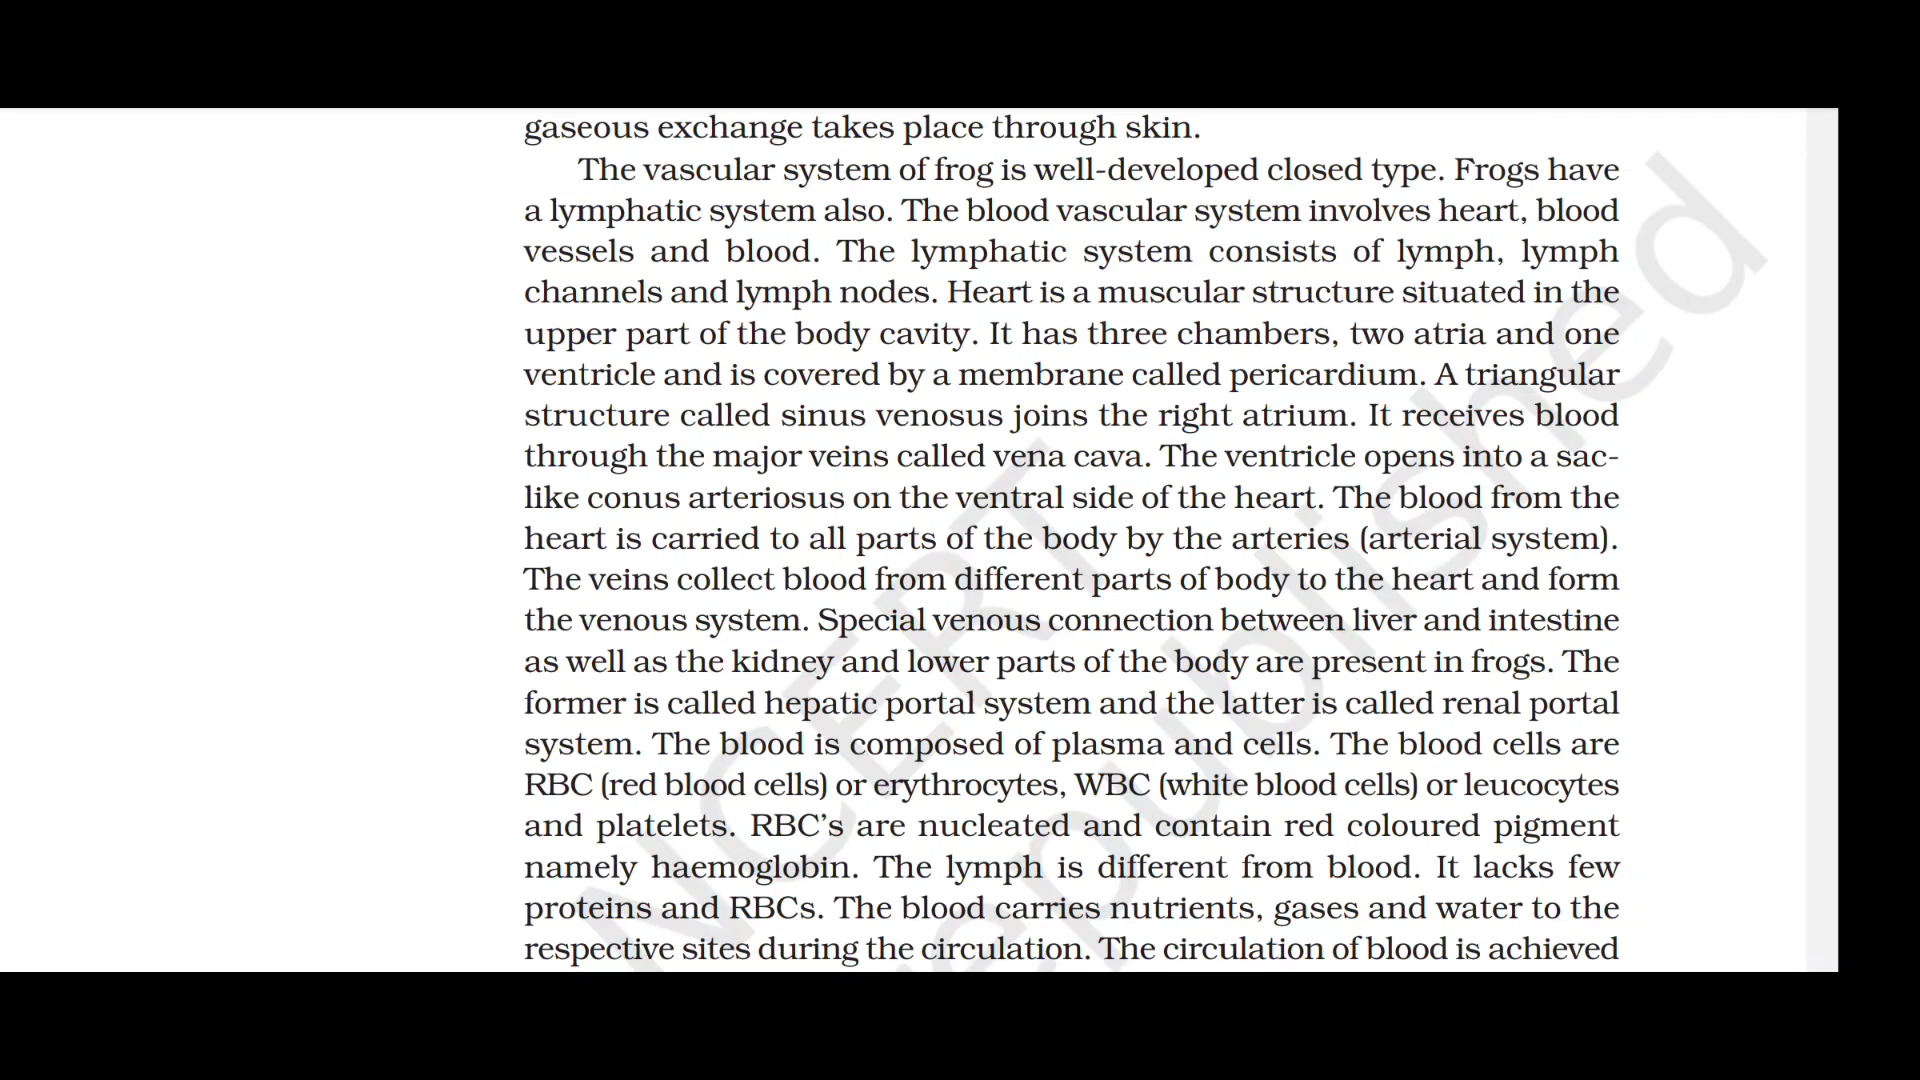 gaseous exchange takes place through skin.
The vascular system of frog is well-developed closed type. Frogs have
a lymphatic system also. The blood vascular system involves heart, blood
vessels and blood. The lymphatic system consists of lymph, lymph
channels and lymph nodes. Heart is a muscular structure situated in the
upper part of the body cavity. It has three chambers, two atria and one
ventricle and is covered by a membrane called pericardium. A triangular
structure called sinus venosus joins the right atrium. It receives blood
through the major veins called vena cava. The ventricle opens into a sac-
like conus arteriosus on the ventral side of the heart. The blood from the
heart is carried to all parts of the body by the arteries (arterial system).
The veins collect blood from different parts of body to the heart and form
the venous system. Special venous connection between liver and intestine
as well as the kidney and lower parts of the body are present in frogs. The
former is called hepatic portal system and the latter is called renal portal
system. The blood is composed of plasma and cells. The blood cells are
RBC (red blood cells) or erythrocytes, WBC (white blood cells) or leucocytes
and platelets. RBC’s are nucleated and contain red coloured pigment
namely haemoglobin. The lymph is different from blood. It lacks few
proteins and RBCs. The blood carries nutrients, gases and water to the
respective sites during the circulation. The circulation of blood is achieved
NCERT
epublished